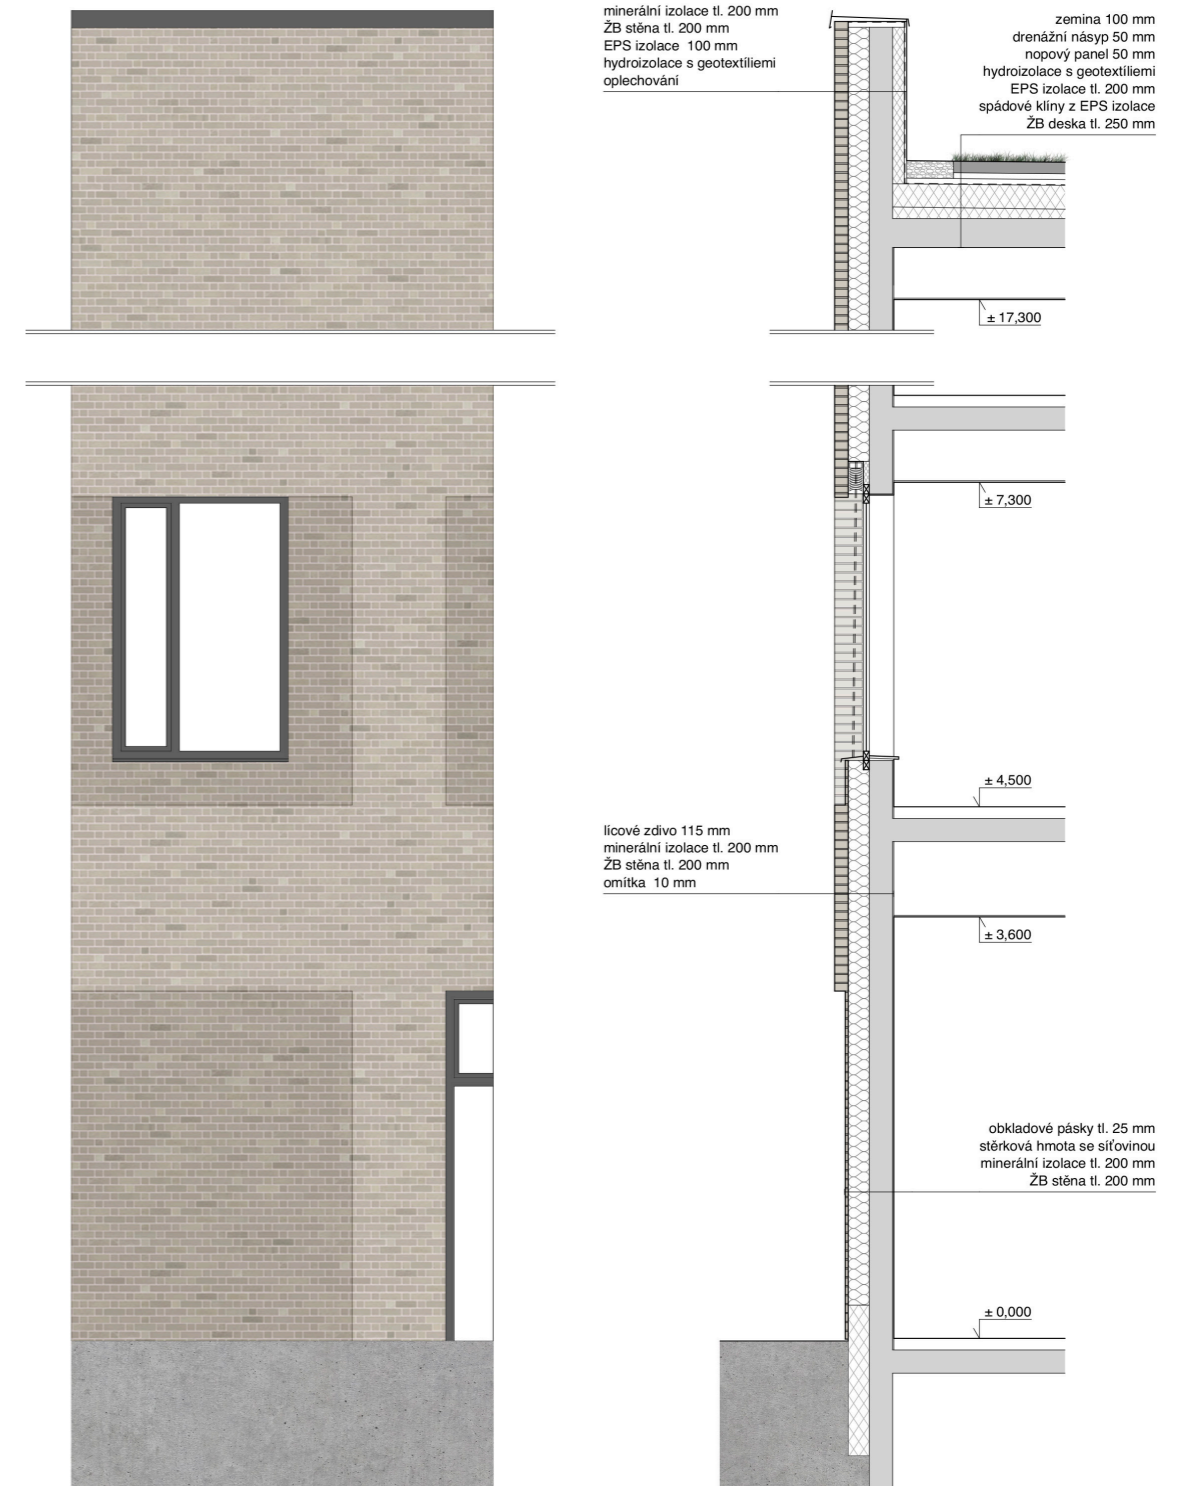 minerální izolace tl. 200 mm
ŽB stěna tl. 200 mm
EPS izolace  100 mm
hydroizolace s geotextíliemi
oplechování
zemina 100 mm
drenážní násyp 50 mm
nopový panel 50 mm
hydroizolace s geotextíliemi
EPS izolace tl. 200 mm
spádové klíny z EPS izolace
ŽB deska tl. 250 mm
± 17,300
± 7,300
± 4,500
lícové zdivo 115 mm
minerální izolace tl. 200 mm
ŽB stěna tl. 200 mm
omítka  10 mm
± 3,600
obkladové pásky tl. 25 mm
stěrková hmota se síťovinou
minerální izolace tl. 200 mm
ŽB stěna tl. 200 mm
± 0,000